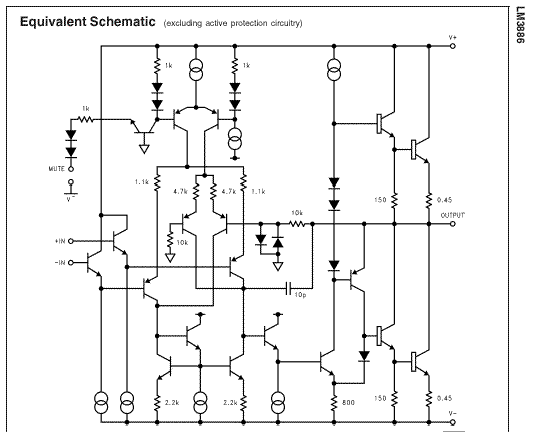 Equivalent Schematic (excluding active protection circuitry)
LM3886
V+
1k
1k
1k
MUTE
V-
1.1k
4.7k
4.7k
1.1k
150
0.45
OUTPUT
10k
10k
+IN
-IN
10p
2.2k
2.2k
800
150
0.45
V-